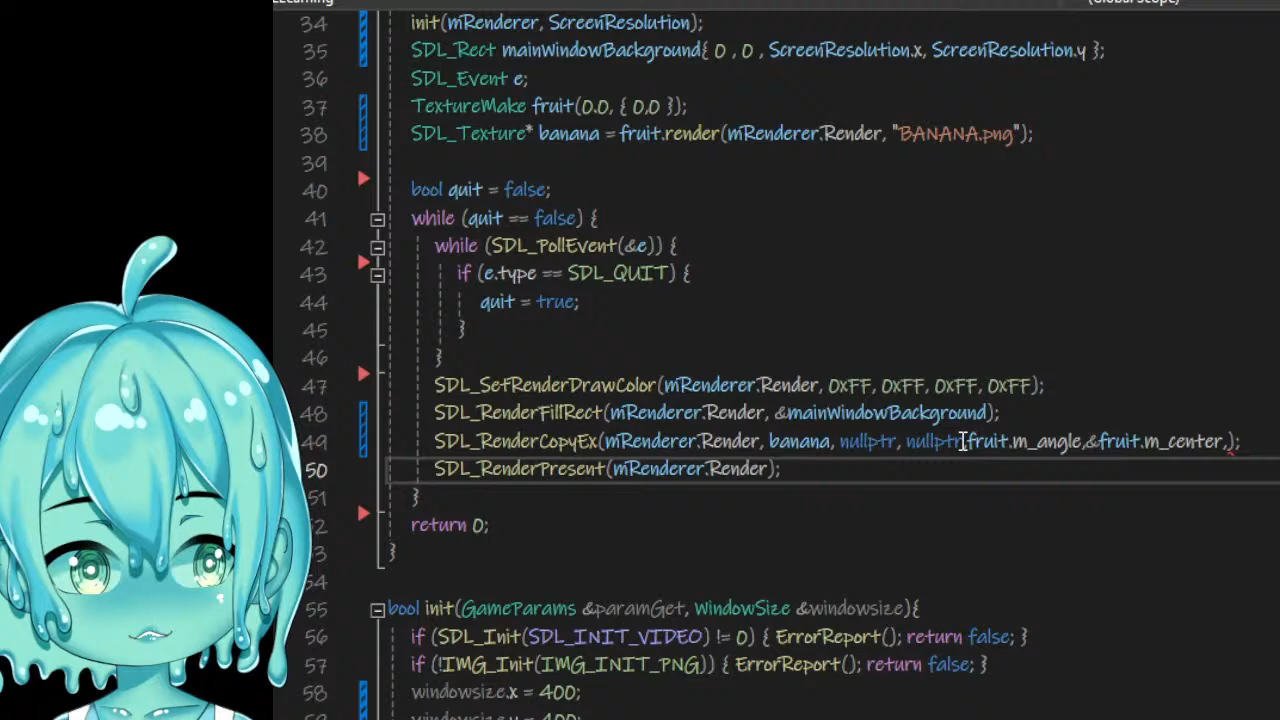 34 init(mRenderer, ScreenResolution);
35 SDL_Rect mainWindowBackground{ 0 , 0 , ScreenResolution.x, ScreenResolution.y };
36 SDL_Event e;
37 TextureMake fruit(0.0, { 0,0 });
38 SDL_Texture* banana = fruit.render(mRenderer.Render, "BANANA.png");
39
40 bool quit = false;
41 while (quit == false) {
42 while (SDL_PollEvent(&e)) {
43 if (e.type == SDL_QUIT) {
44 quit = true;
45 }
46 }
47 SDL_SetRenderDrawColor(mRenderer.Render, 0XFF, 0XFF, 0XFF, 0XFF);
48 SDL_RenderFillRect(mRenderer.Render, &mainWindowBackground);
49 SDL_RenderCopyEx(mRenderer.Render, banana, nullptr, nullptr,fruit.m_angle,&fruit.m_center,);
50 SDL_RenderPresent(mRenderer.Render);
51 }
52 return 0;
53 }
54
55 bool init(GameParams &paramGet, WindowSize &windowsize){
56 if (SDL_Init(SDL_INIT_VIDEO) != 0) { ErrorReport(); return false; }
57 if (!IMG_Init(IMG_INIT_PNG)) { ErrorReport(); return false; }
58 windowsize.x = 400;
59 windowsize.y = 400;